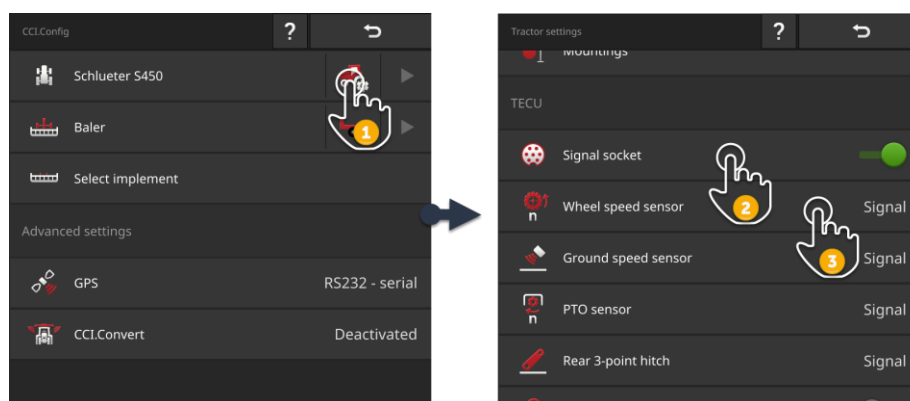 CCI.Config
?
Schlueter S450
1
Baler
Select implement
Advanced settings
GPS RS232 - serial
CCI.Convert Deactivated
Tractor settings
?
Mountings
TECU
Signal socket
2
n Wheel speed sensor Signal
3
Ground speed sensor Signal
n PTO sensor Signal
Rear 3-point hitch Signal